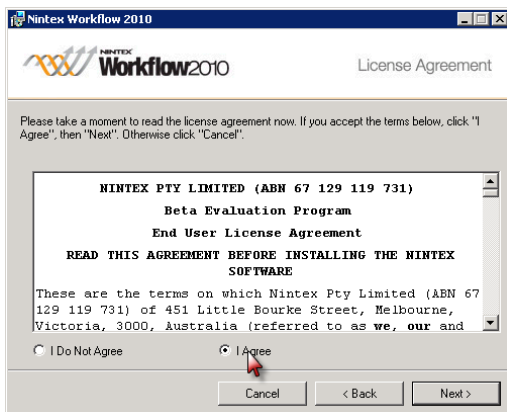 Nintex Workflow 2010
NINTEX
Workflow2010
License Agreement
Please take a moment to read the license agreement now. If you accept the terms below, click "I
Agree", then "Next". Otherwise click "Cancel".
NINTEX PTY LIMITED (ABN 67 129 119 731)
Beta Evaluation Program
End User License Agreement
READ THIS AGREEMENT BEFORE INSTALLING THE NINTEX
SOFTWARE
These are the terms on which Nintex Pty Limited (ABN 67
129 119 731) of 451 Little Bourke Street, Melbourne,
Victoria, 3000, Australia (referred to as we, our and
I Do Not Agree
I Agree
Cancel
< Back
Next >